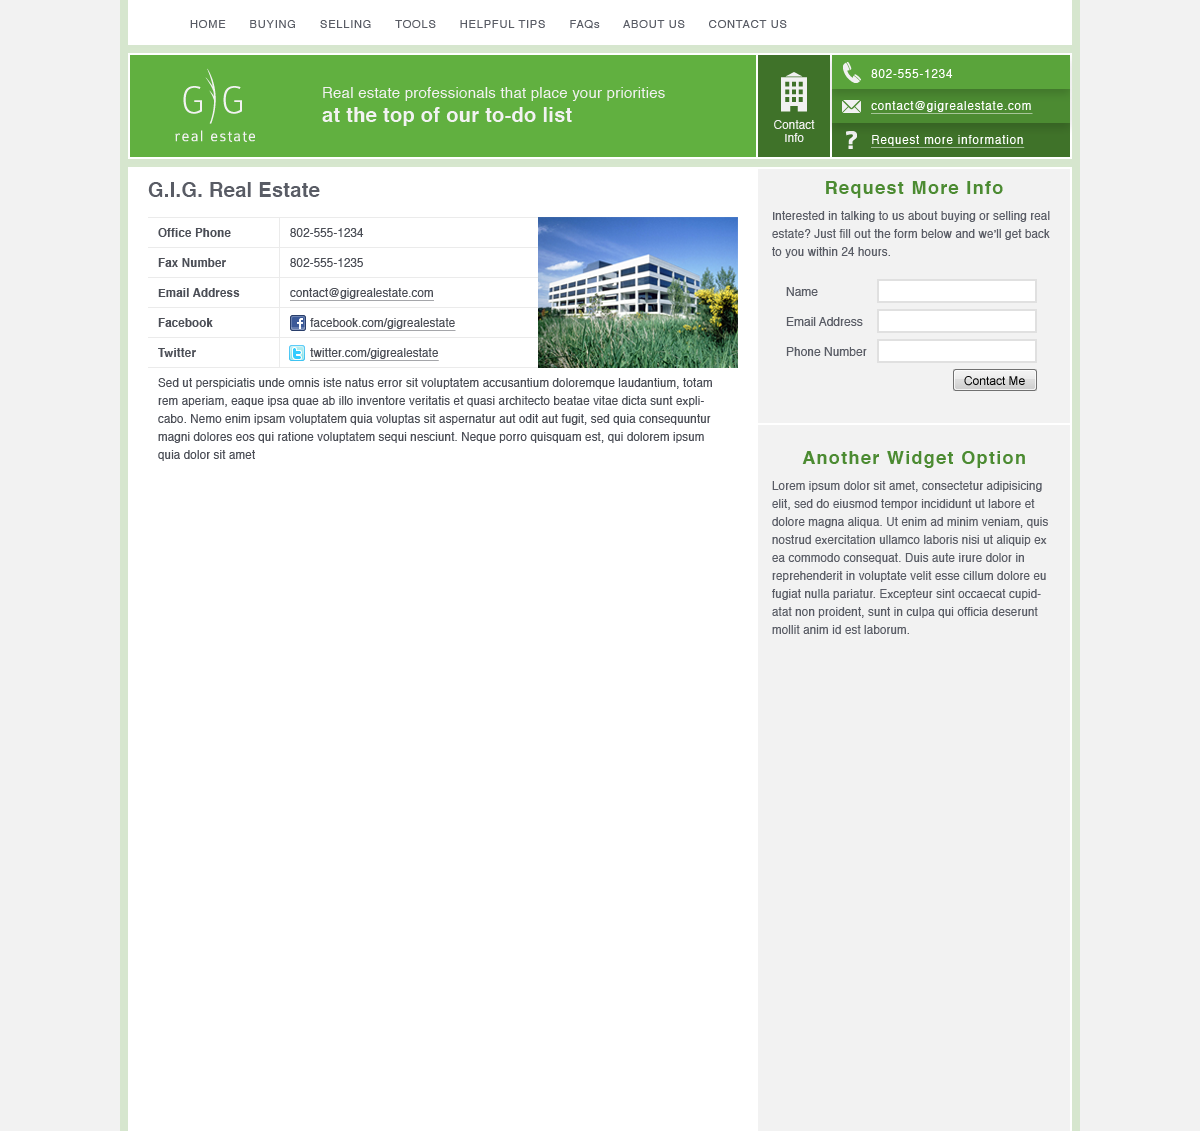 HOME BUYING SELLING TOOLS HELPFUL TIPS FAQs ABOUT US CONTACT US
GIG
real estate
Real estate professionals that place your priorities
at the top of our to-do list
Contact
Info
802-555-1234
contact@gigrealestate.com
? Request more information
G.I.G. Real Estate
Office Phone 802-555-1234
Fax Number 802-555-1235
Email Address contact@gigrealestate.com
Facebook facebook.com/gigrealestate
Twitter twitter.com/gigrealestate
Sed ut perspiciatis unde omnis iste natus error sit voluptatem accusantium doloremque laudantium, totam
rem aperiam, eaque ipsa quae ab illo inventore veritatis et quasi architecto beatae vitae dicta sunt expli-
cabo. Nemo enim ipsam voluptatem quia voluptas sit aspernatur aut odit aut fugit, sed quia consequuntur
magni dolores eos qui ratione voluptatem sequi nesciunt. Neque porro quisquam est, qui dolorem ipsum
quia dolor sit amet
Request More Info
Interested in talking to us about buying or selling real
estate? Just fill out the form below and we'll get back
to you within 24 hours.
Name
Email Address
Phone Number
Contact Me
Another Widget Option
Lorem ipsum dolor sit amet, consectetur adipisicing
elit, sed do eiusmod tempor incididunt ut labore et
dolore magna aliqua. Ut enim ad minim veniam, quis
nostrud exercitation ullamco laboris nisi ut aliquip ex
ea commodo consequat. Duis aute irure dolor in
reprehenderit in voluptate velit esse cillum dolore eu
fugiat nulla pariatur. Excepteur sint occaecat cupid-
atat non proident, sunt in culpa qui officia deserunt
mollit anim id est laborum.